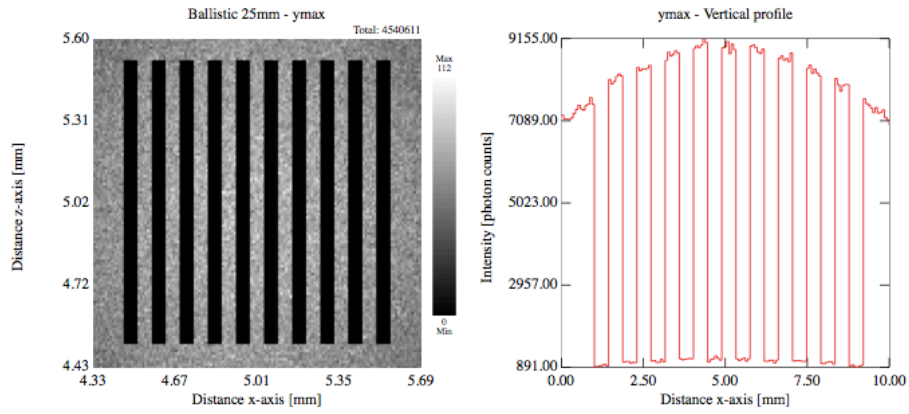 Ballistic 25mm - ymax
Total: 4540611
5.60
5.31
5.02
4.72
4.43
Distance z-axis [mm]
4.33 4.67 5.01 5.35 5.69
Distance x-axis [mm]
Max
112
0
Min
ymax - Vertical profile
9155.00
7089.00
5023.00
2957.00
891.00
Intensity [photon counts]
0.00 2.50 5.00 7.50 10.00
Distance x-axis [mm]